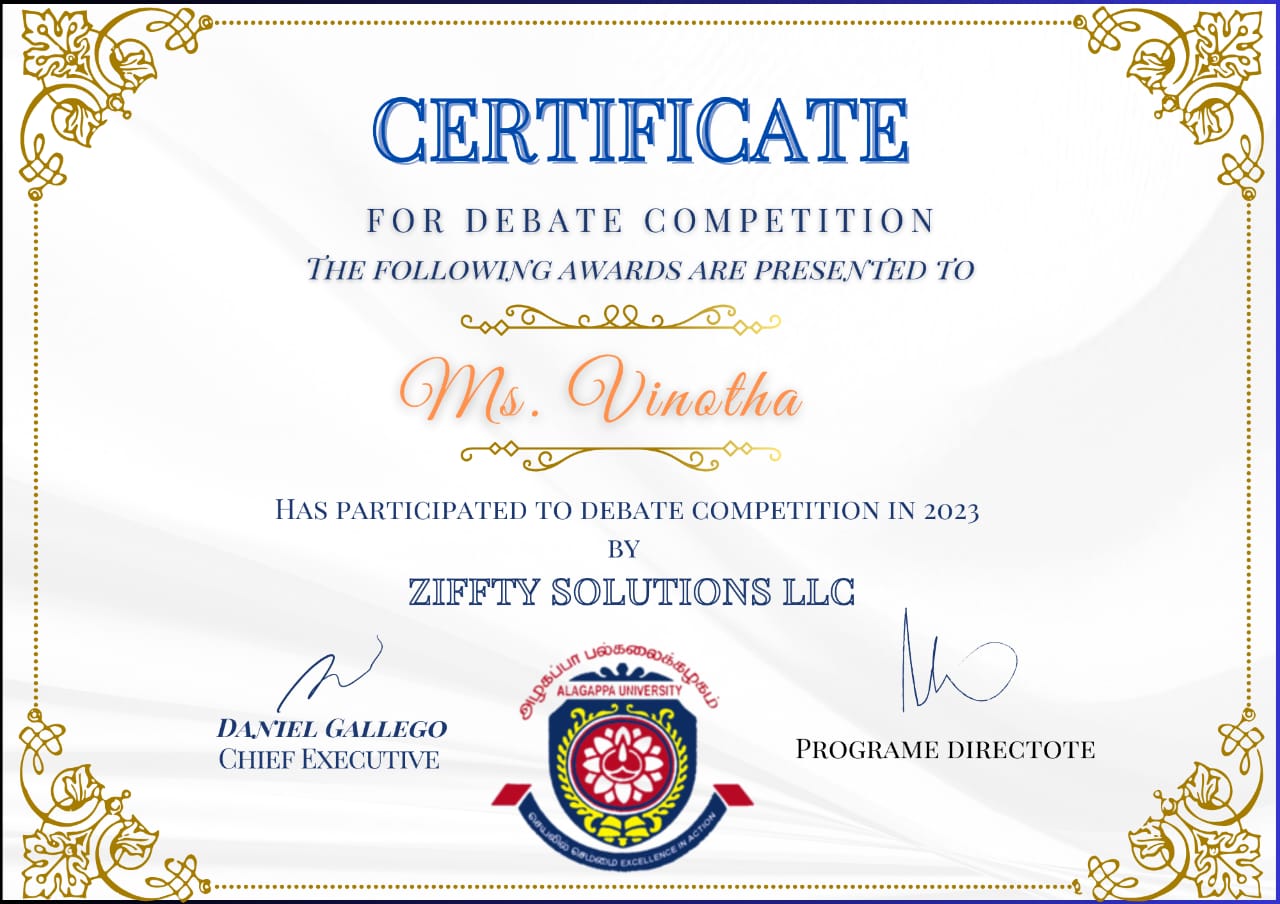 CERTIFICATE
FOR DEBATE COMPETITION
THE FOLLOWING AWARDS ARE PRESENTED TO
Ms. Vinotha
HAS PARTICIPATED TO DEBATE COMPETITION IN 2023
BY
ZIFFTY SOLUTIONS LLC
DANIEL GALLEGO
CHIEF EXECUTIVE
அழகப்பா பல்கலைக்கழகம்
ALAGAPPA UNIVERSITY
EXCELLENCE IN ACTION
PROGRAME DIRECTOTE